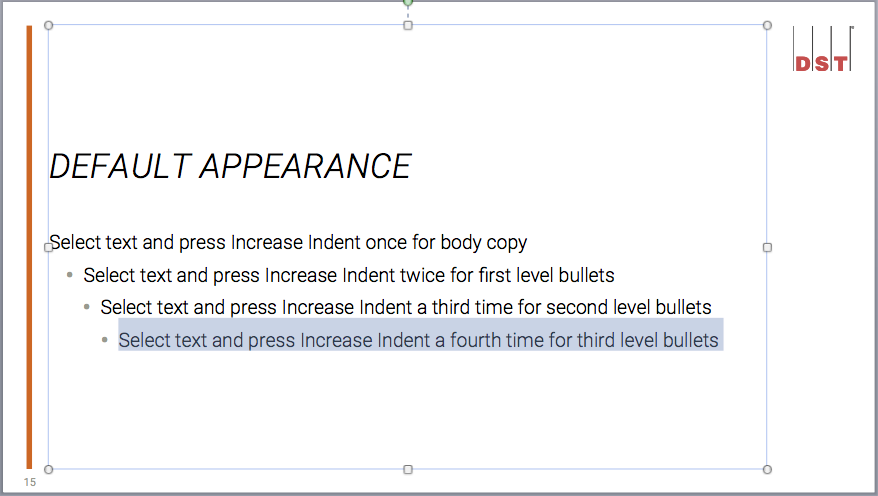 DST
DEFAULT APPEARANCE
Select text and press Increase Indent once for body copy
Select text and press Increase Indent twice for first level bullets
Select text and press Increase Indent a third time for second level bullets
Select text and press Increase Indent a fourth time for third level bullets
15